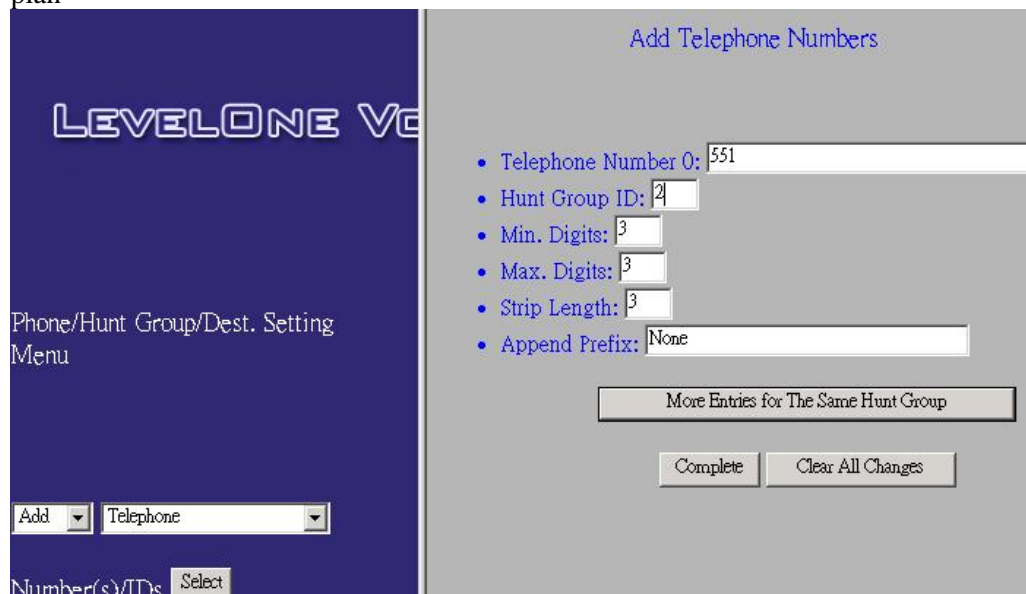 plan
LEVELONE VO
Phone/Hunt Group/Dest. Setting
Menu
Add Telephone
Number(s)/IDs Select
Add Telephone Numbers
• Telephone Number 0: 551
• Hunt Group ID: 2
• Min. Digits: 3
• Max. Digits: 3
• Strip Length: 3
• Append Prefix: None
More Entries for The Same Hunt Group
Complete Clear All Changes